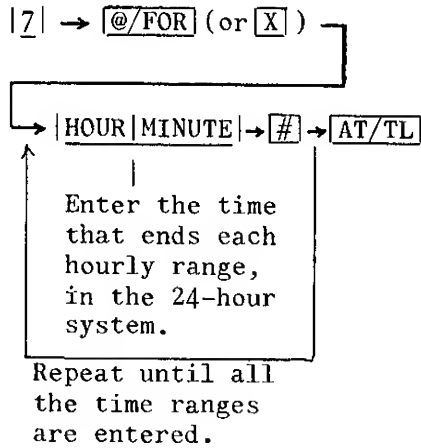 7 → @/FOR (or X)
→ HOUR|MINUTE → # → AT/TL
Enter the time
that ends each
hourly range,
in the 24-hour
system.
Repeat until all
the time ranges
are entered.